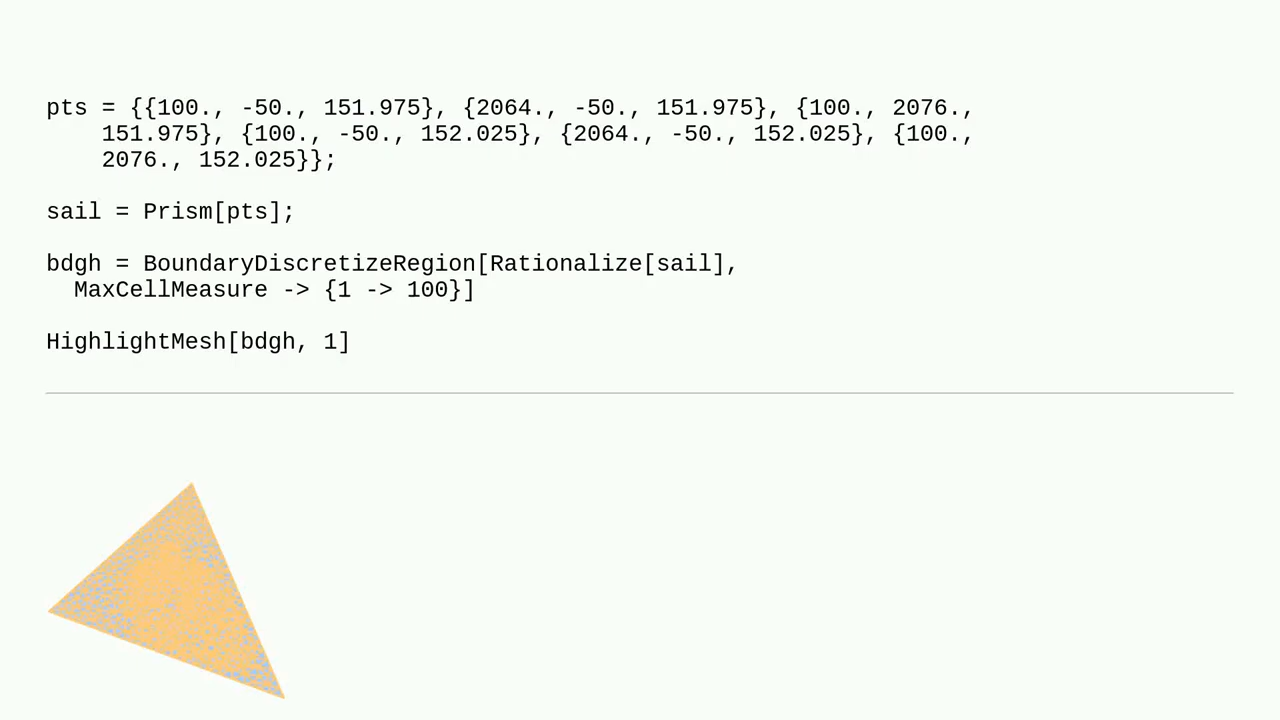 pts = {{100., -50., 151.975}, {2064., -50., 151.975}, {100., 2076.,
    151.975}, {100., -50., 152.025}, {2064., -50., 152.025}, {100.,
    2076., 152.025}};
sail = Prism[pts];
bdgh = BoundaryDiscretizeRegion[Rationalize[sail],
  MaxCellMeasure -> {1 -> 100}]
HighlightMesh[bdgh, 1]